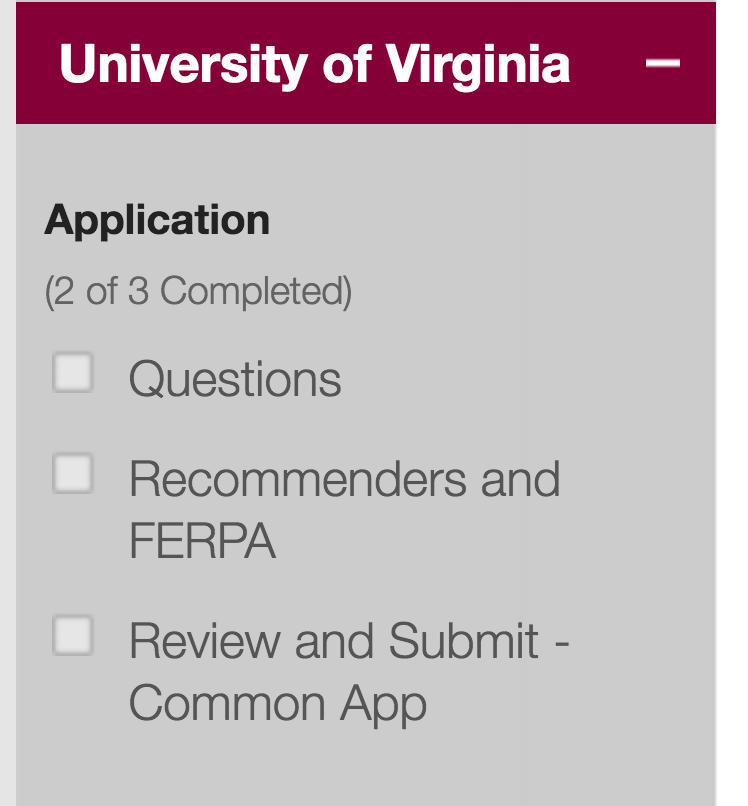 University of Virginia
Application
(2 of 3 Completed)
Questions
Recommenders and
FERPA
Review and Submit -
Common App